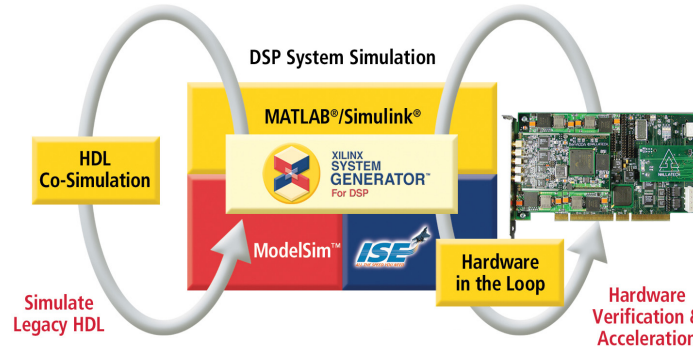 DSP System Simulation
MATLAB®/Simulink®
HDL
Co-Simulation
XILINX
SYSTEM
GENERATOR™
For DSP
NALLATECH
ModelSim™
ISE
Hardware
in the Loop
Simulate
Legacy HDL
Hardware
Verification &
Acceleration